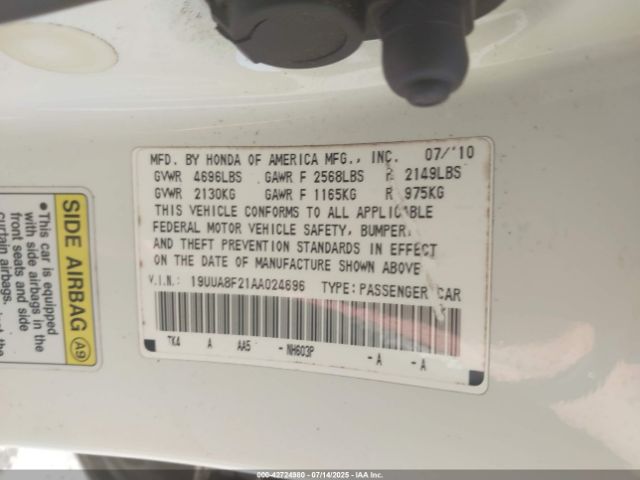 MFD. BY HONDA OF AMERICA MFG., INC. 07/'10
GVWR 4696LBS GAWR F 2568LBS R 2149LBS
GVWR 2130KG GAWR F 1165KG R 975KG
THIS VEHICLE CONFORMS TO ALL APPLICABLE
FEDERAL MOTOR VEHICLE SAFETY, BUMPER,
AND THEFT PREVENTION STANDARDS IN EFFECT
ON THE DATE OF MANUFACTURE SHOWN ABOVE
V.I.N.: 19UUA8F21AA024696 TYPE:PASSENGER CAR
TK4 A AA5 - NH603P - A - A
SIDE AIRBAG A9
•This car is equipped
with side airbags in the
front seats and side
curtain airbags.
000-42724980 - 07/14/2025 - IAA Inc.